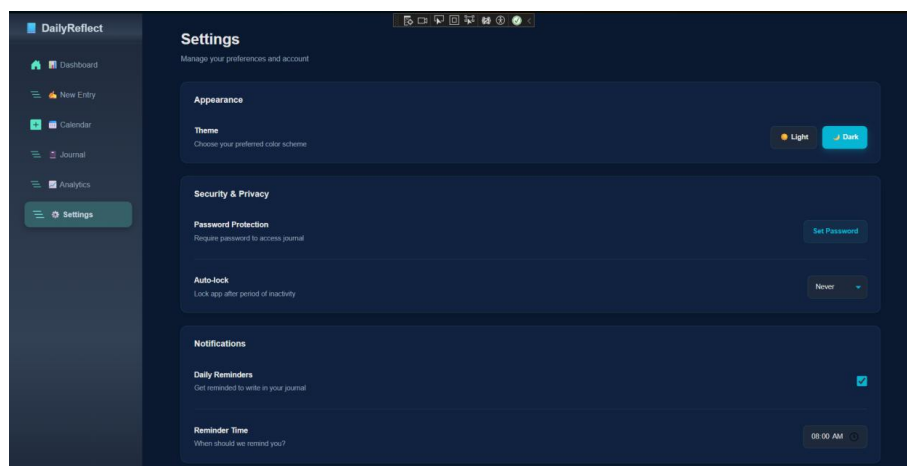 DailyReflect
Dashboard
New Entry
Calendar
Journal
Analytics
Settings
Settings
Manage your preferences and account
Appearance
Theme
Choose your preferred color scheme
Light
Dark
Security & Privacy
Password Protection
Require password to access journal
Set Password
Auto-lock
Lock app after period of inactivity
Never
Notifications
Daily Reminders
Get reminded to write in your journal
Reminder Time
When should we remind you?
08:00 AM